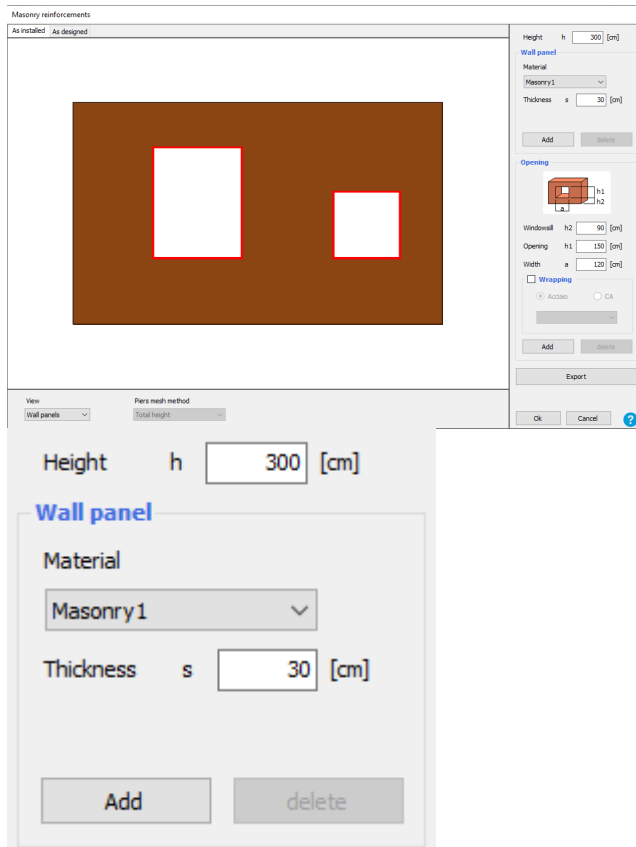 Masonry reinforcements
As installed As designed
Height h 300 [cm]
Wall panel
Material
Masonry1
Thickness s 30 [cm]
Add delete
Opening
h1
h2
a
Windowsill h2 90 [cm]
Opening h1 150 [cm]
Width a 120 [cm]
Wrapping
Acciaio CA
Add delete
Export
View Piers mesh method
Wall panels Total height
Ok Cancel ?
Height h 300 [cm]
Wall panel
Material
Masonry1
Thickness s 30 [cm]
Add delete